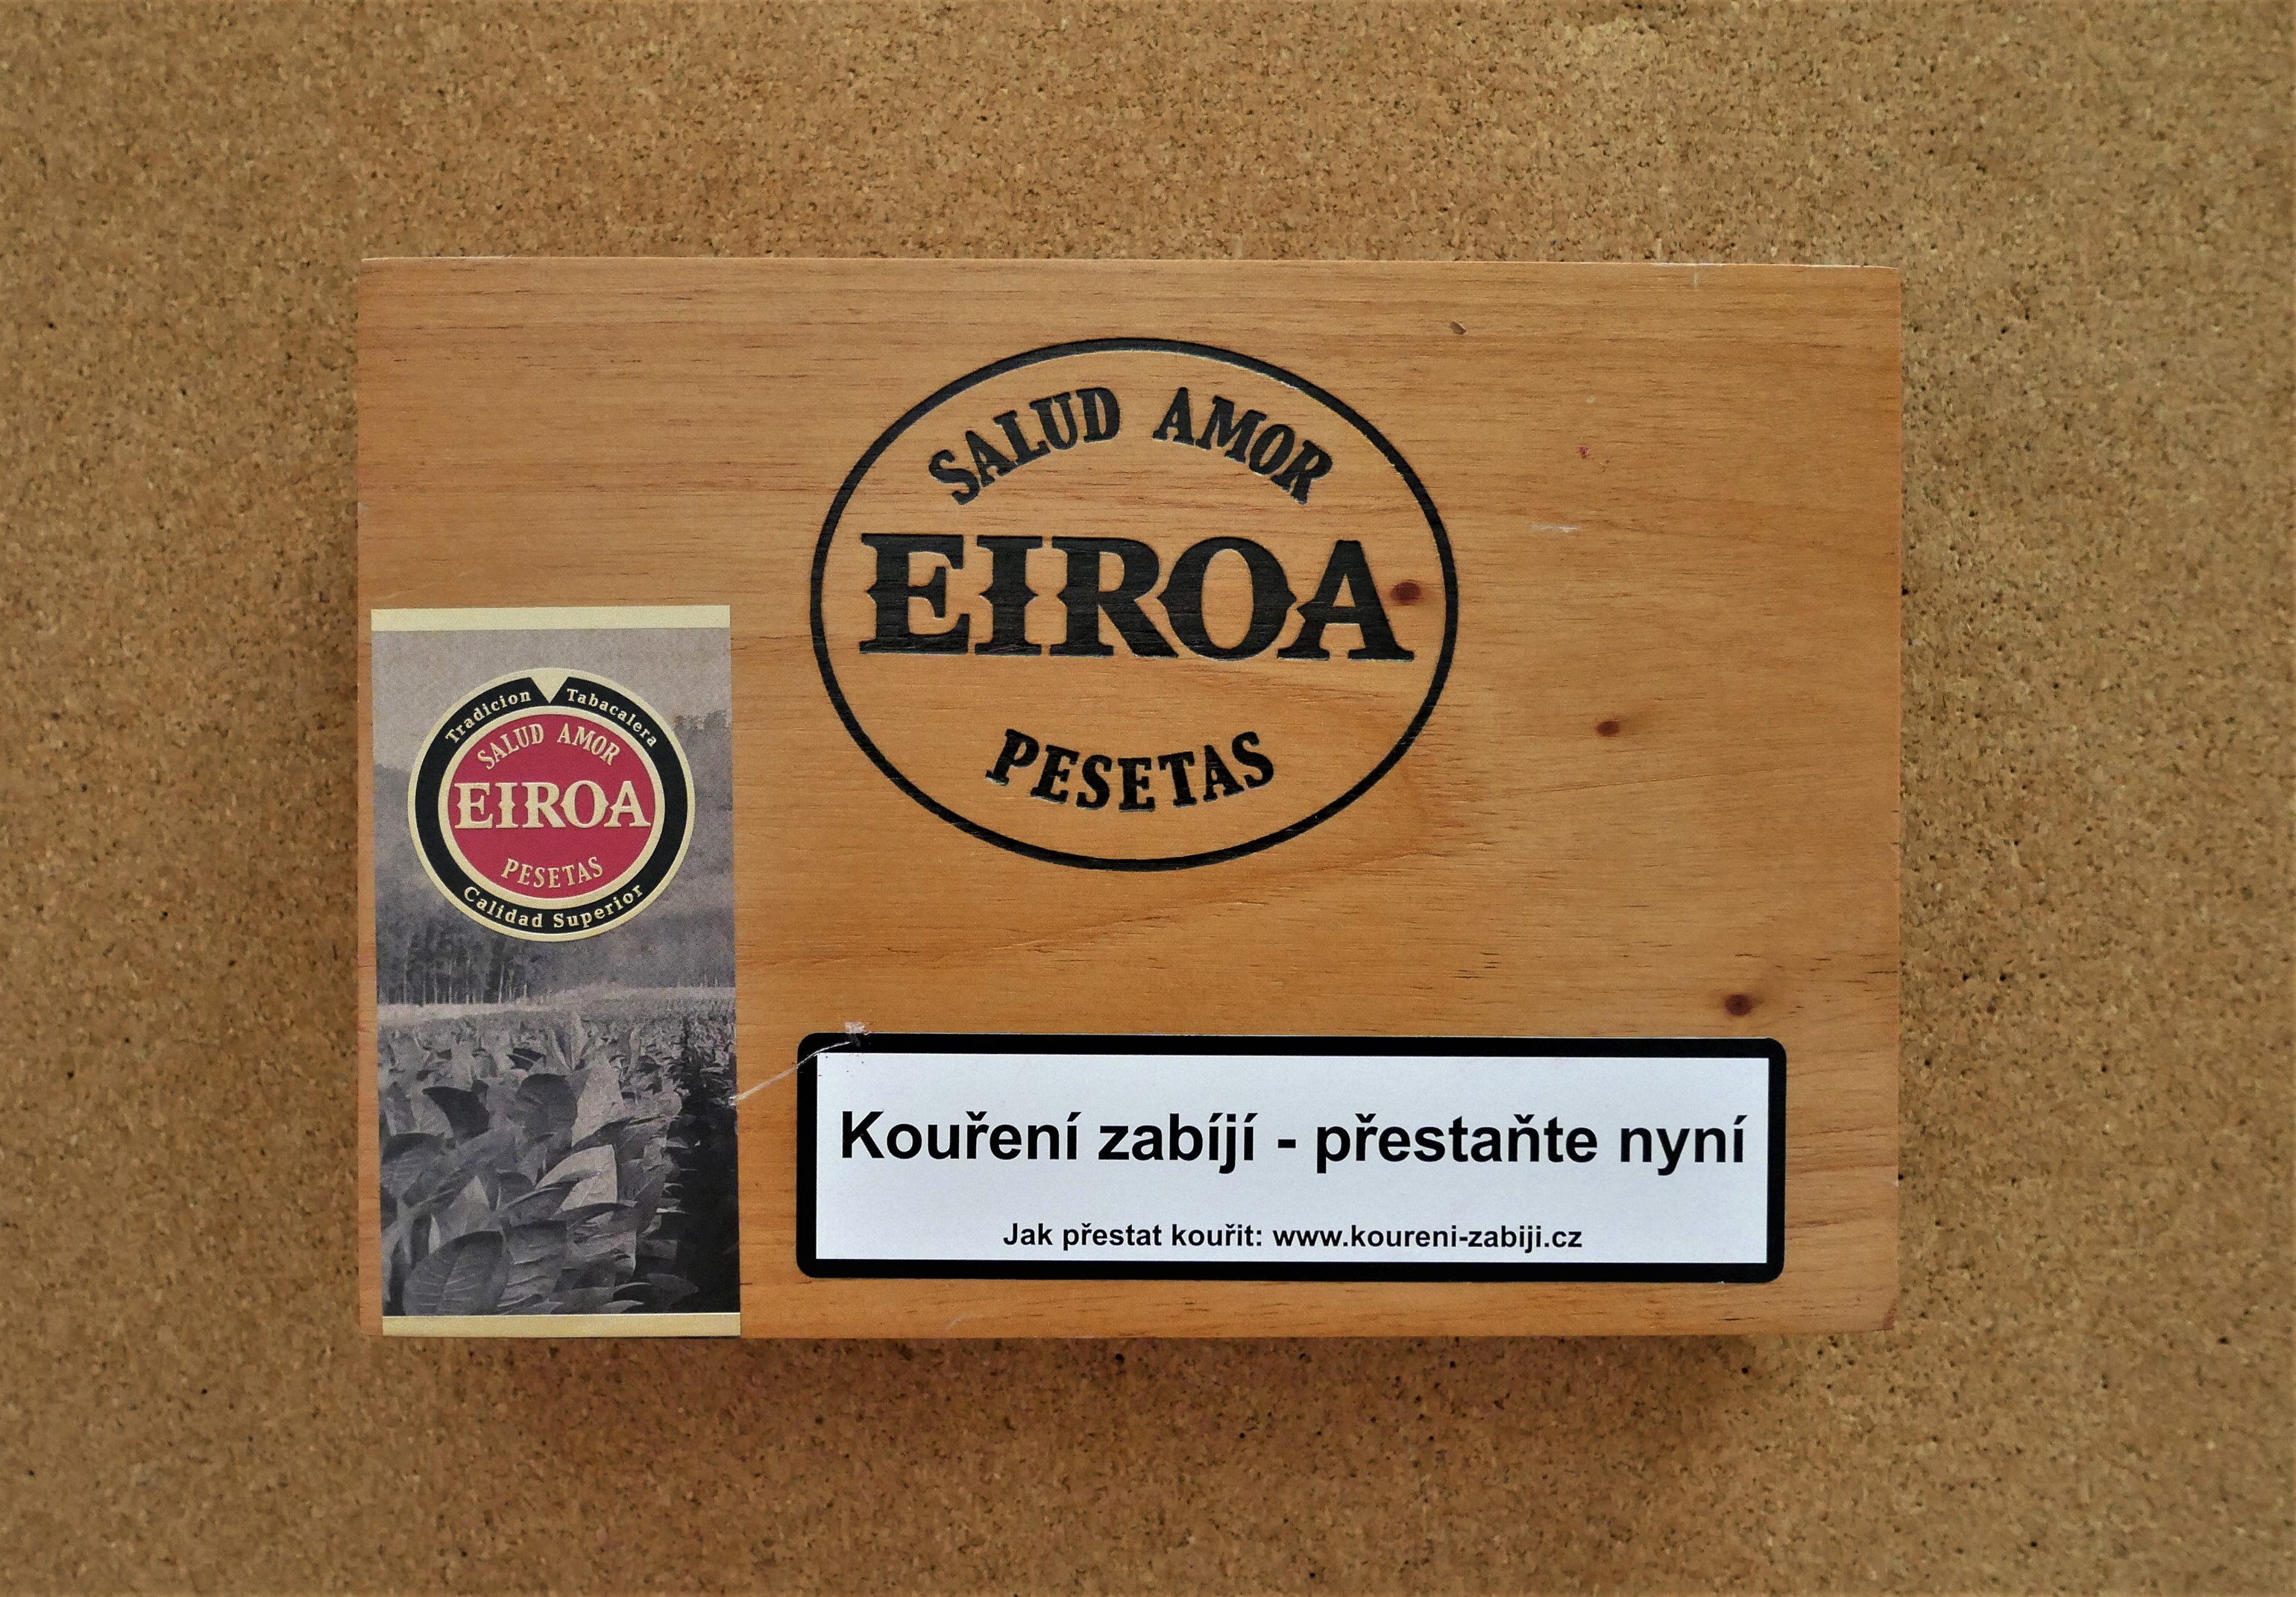 SALUD AMOR
EIROA
PESETAS
Tradicion Tabacalera
SALUD AMOR
EIROA
PESETAS
Calidad Superior
Kouření zabíjí - přestaňte nyní
Jak přestat kouřit: www.koureni-zabiji.cz